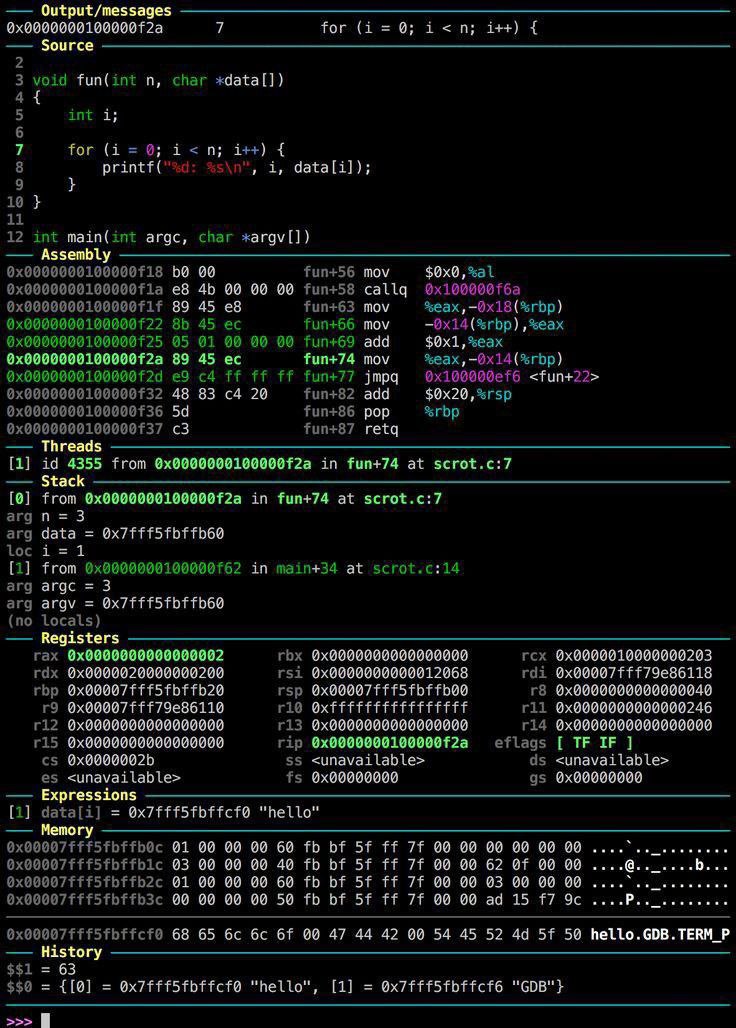 Output/messages
0x0000000100000f2a 7 for (i = 0; i < n; i++) {
Source
2
3 void fun(int n, char *data[])
4 {
5 int i;
6
7 for (i = 0; i < n; i++) {
8 printf("%d: %s\n", i, data[i]);
9 }
10 }
11
12 int main(int argc, char *argv[])
Assembly
0x0000000100000f18 b0 00 fun+56 mov $0x0,%al
0x0000000100000f1a e8 4b 00 00 00 fun+58 callq 0x100000f6a
0x0000000100000f1f 89 45 e8 fun+63 mov %eax,-0x18(%rbp)
0x0000000100000f22 8b 45 ec fun+66 mov -0x14(%rbp),%eax
0x0000000100000f25 05 01 00 00 00 fun+69 add $0x1,%eax
0x0000000100000f2a 89 45 ec fun+74 mov %eax,-0x14(%rbp)
0x0000000100000f2d e9 c4 ff ff ff fun+77 jmpq 0x100000ef6 <fun+22>
0x0000000100000f32 48 83 c4 20 fun+82 add $0x20,%rsp
0x0000000100000f36 5d fun+86 pop %rbp
0x0000000100000f37 c3 fun+87 retq
Threads
[1] id 4355 from 0x0000000100000f2a in fun+74 at scrot.c:7
Stack
[0] from 0x0000000100000f2a in fun+74 at scrot.c:7
arg n = 3
arg data = 0x7fff5fbffb60
loc i = 1
[1] from 0x0000000100000f62 in main+34 at scrot.c:14
arg argc = 3
arg argv = 0x7fff5fbffb60
(no locals)
Registers
rax 0x0000000000000002 rbx 0x0000000000000000 rcx 0x0000010000000203
rdx 0x0000020000000200 rsi 0x0000000000012068 rdi 0x00007fff79e86118
rbp 0x00007fff5fbffb20 rsp 0x00007fff5fbffb00 r8 0x0000000000000040
r9 0x00007fff79e86110 r10 0xffffffffffffffff r11 0x0000000000000246
r12 0x0000000000000000 r13 0x0000000000000000 r14 0x0000000000000000
r15 0x0000000000000000 rip 0x0000000100000f2a eflags [ TF IF ]
cs 0x0000002b ss <unavailable> ds <unavailable>
es <unavailable> fs 0x00000000 gs 0x00000000
Expressions
[1] data[i] = 0x7fff5fbffcf0 "hello"
Memory
0x00007fff5fbffb0c 01 00 00 00 60 fb bf 5f ff 7f 00 00 00 00 00 00 ....`.._........
0x00007fff5fbffb1c 03 00 00 00 40 fb bf 5f ff 7f 00 00 62 0f 00 00 ....@.._....b...
0x00007fff5fbffb2c 01 00 00 00 60 fb bf 5f ff 7f 00 00 03 00 00 00 ....`.._........
0x00007fff5fbffb3c 00 00 00 00 50 fb bf 5f ff 7f 00 00 ad 15 f7 9c ....P.._........
0x00007fff5fbffcf0 68 65 6c 6c 6f 00 47 44 42 00 54 45 52 4d 5f 50 hello.GDB.TERM_P
History
$$1 = 63
$$0 = {[0] = 0x7fff5fbffcf0 "hello", [1] = 0x7fff5fbffcf6 "GDB"}
>>>